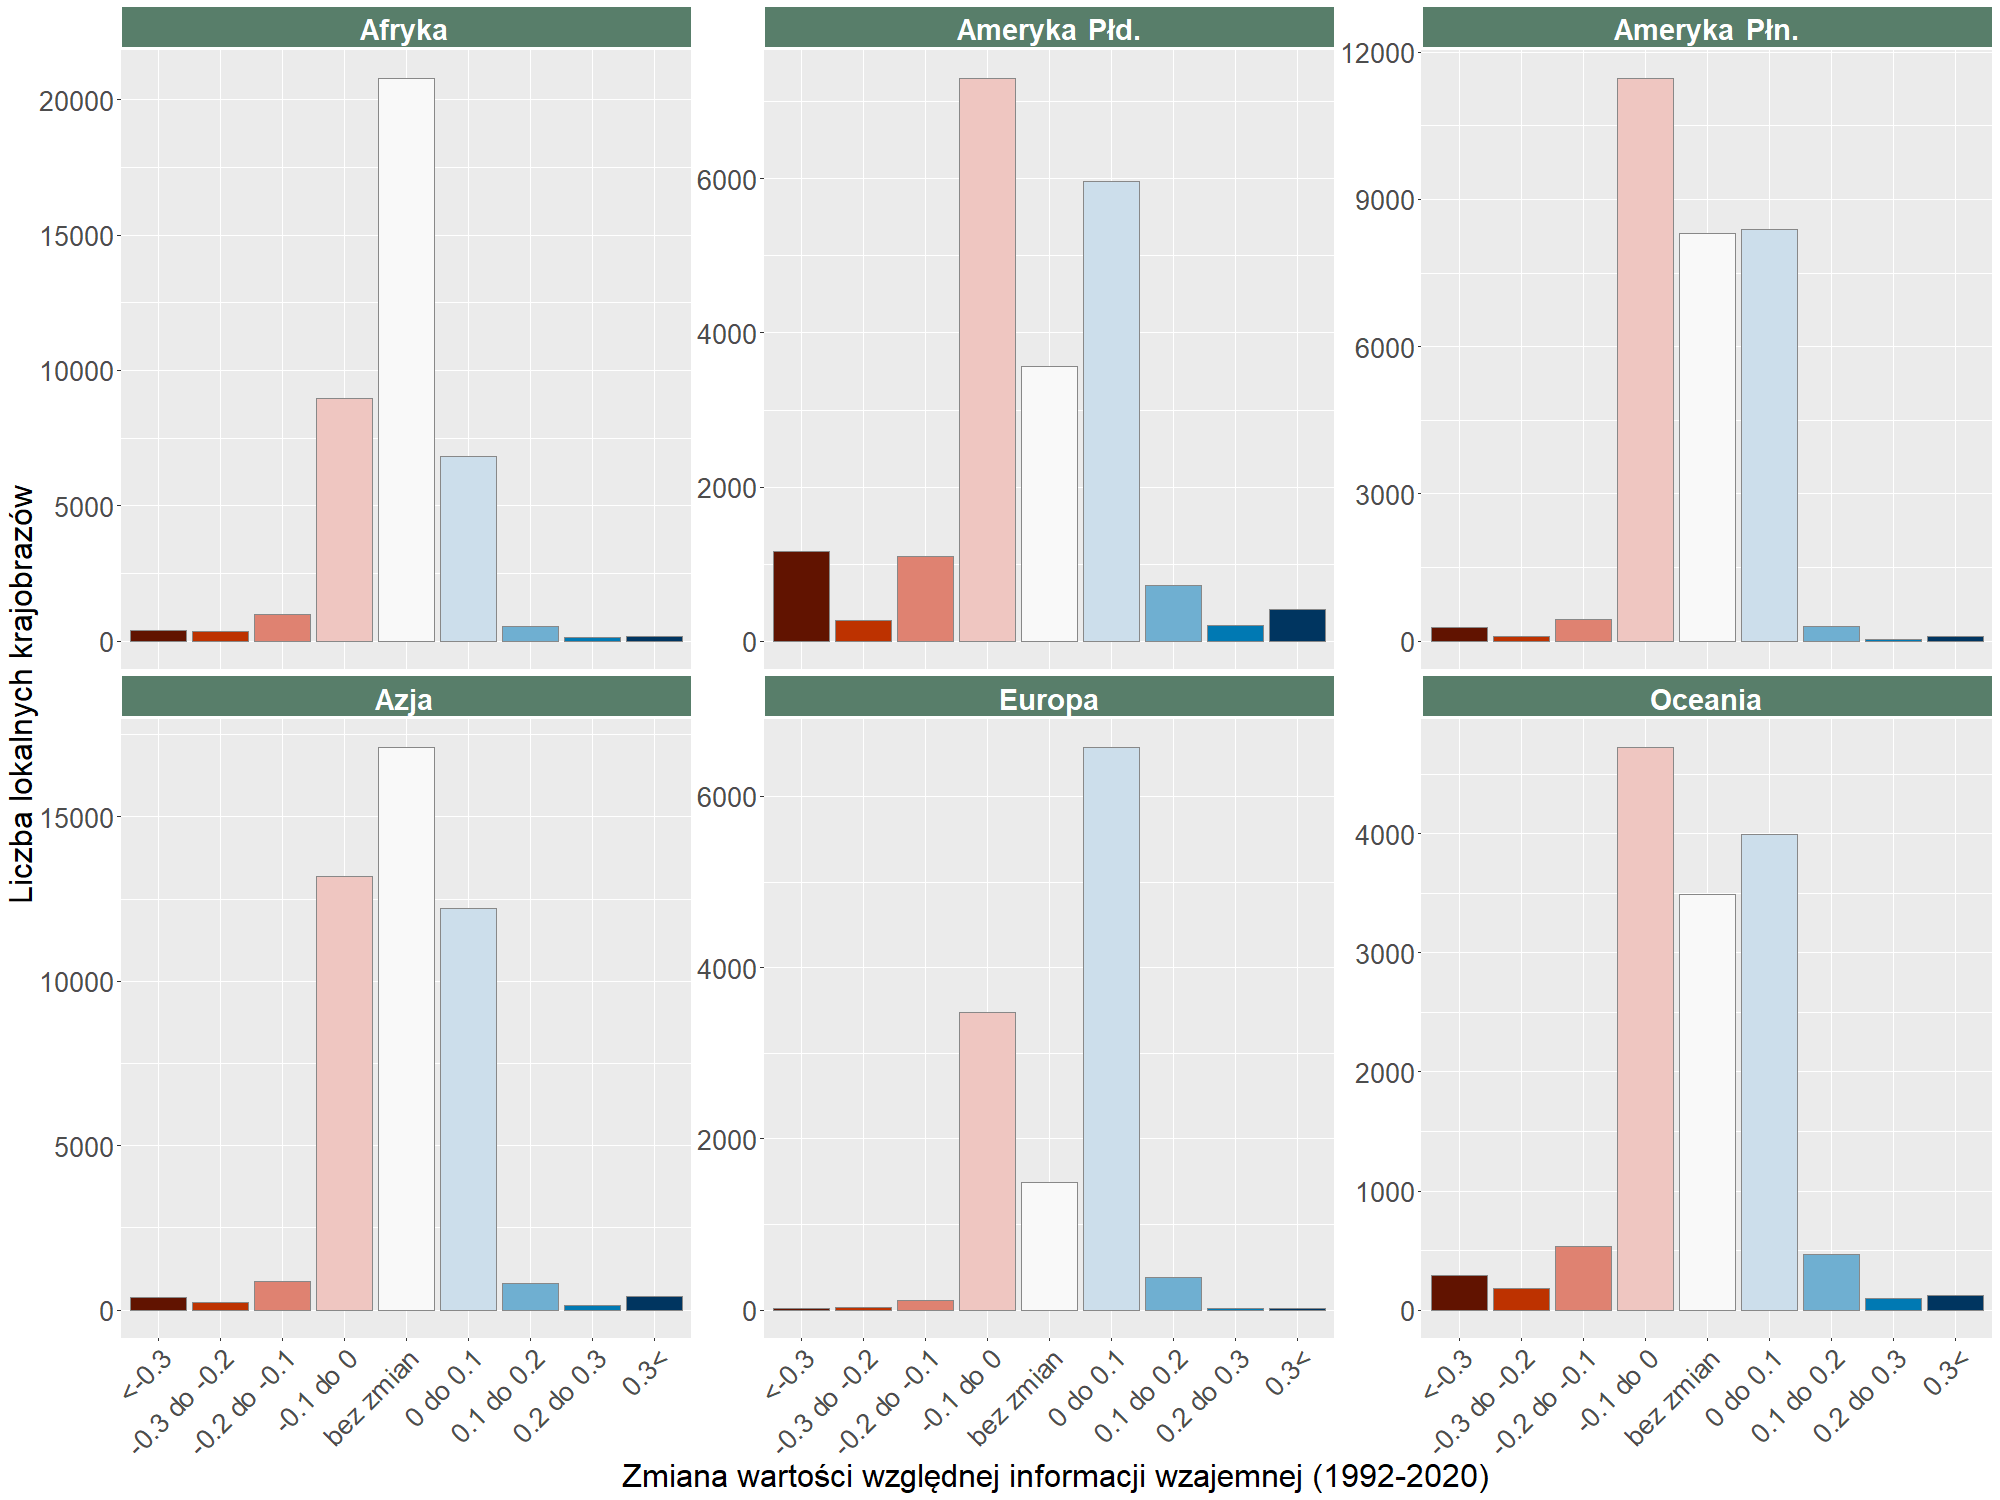 Afryka
Ameryka Płd.
Ameryka Płn.
20000
15000
10000
5000
0
6000
4000
2000
0
12000
9000
6000
3000
0
Liczba lokalnych krajobrazów
Azja
Europa
Oceania
15000
10000
5000
0
6000
4000
2000
0
4000
3000
2000
1000
0
<-0.3
-0.3 do -0.2
-0.2 do -0.1
-0.1 do 0
bez zmian
0 do 0.1
0.1 do 0.2
0.2 do 0.3
0.3<
<-0.3
-0.3 do -0.2
-0.2 do -0.1
-0.1 do 0
bez zmian
0 do 0.1
0.1 do 0.2
0.2 do 0.3
0.3<
<-0.3
-0.3 do -0.2
-0.2 do -0.1
-0.1 do 0
bez zmian
0 do 0.1
0.1 do 0.2
0.2 do 0.3
0.3<
Zmiana wartości względnej informacji wzajemnej (1992-2020)